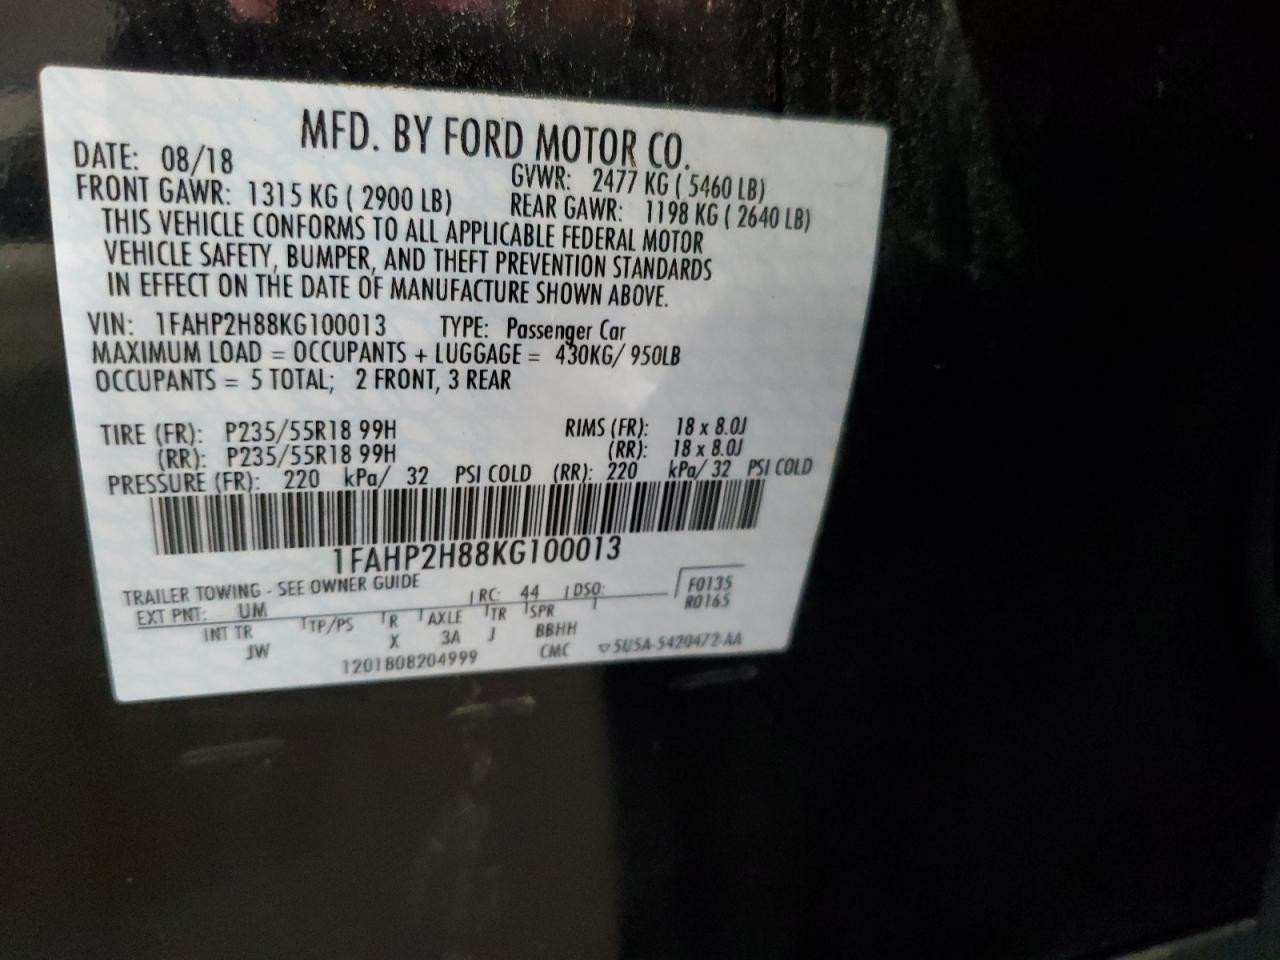 MFD. BY FORD MOTOR CO.
DATE: 08/18 GVWR: 2477 KG ( 5460 LB)
FRONT GAWR: 1315 KG ( 2900 LB) REAR GAWR: 1198 KG ( 2640 LB)
THIS VEHICLE CONFORMS TO ALL APPLICABLE FEDERAL MOTOR
VEHICLE SAFETY, BUMPER, AND THEFT PREVENTION STANDARDS
IN EFFECT ON THE DATE OF MANUFACTURE SHOWN ABOVE.
VIN: 1FAHP2H88KG100013 TYPE: Passenger Car
MAXIMUM LOAD = OCCUPANTS + LUGGAGE = 430KG/ 950LB
OCCUPANTS = 5 TOTAL; 2 FRONT, 3 REAR
TIRE (FR): P235/55R18 99H RIMS (FR): 18 x 8.0J
(RR): P235/55R18 99H (RR): 18 x 8.0J
PRESSURE (FR): 220 kPa/ 32 PSI COLD (RR): 220 kPa/ 32 PSI COLD
1FAHP2H88KG100013
TRAILER TOWING - SEE OWNER GUIDE
EXT PNT: UM RC: 44 DSO: F0135
R0165
INT TR TP/PS R AXLE TR SPR
JW X 3A J BBHH
1201808204999 CMC ▽5U5A-5420472-AA